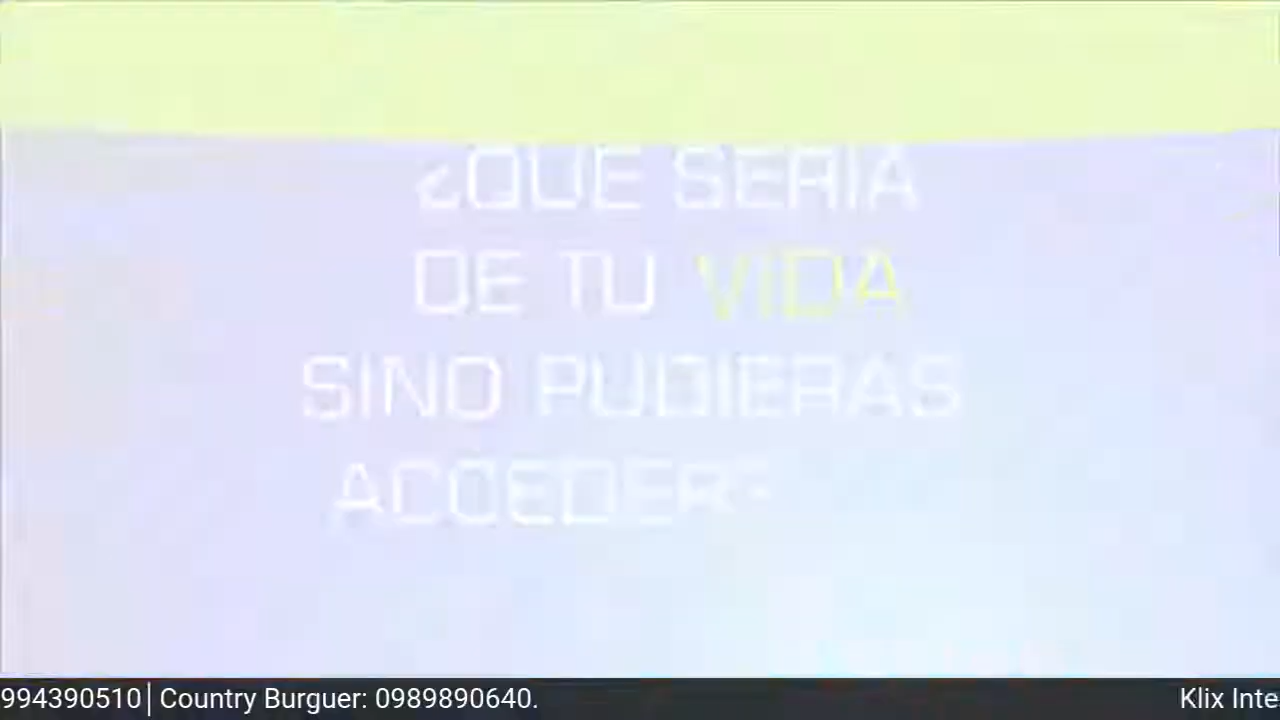 ¿QUE SERIA
DE TU VIDA
SINO PUDIERAS
ACCEDER?
994390510| Country Burguer: 0989890640.
Klix Inte